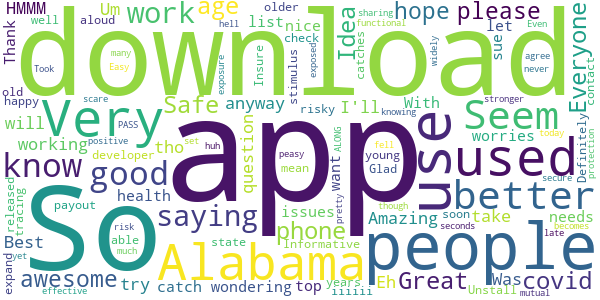 HMMM Um work age hope please
Thank well aloud older list nice Idea let Everyone
download
old many Easy hell check exposure Insure stimulus catches sharing exposed sue widely functional agree Even never contact
Took happy scare Very Safe anyway risky I'll Seem
will positive PASS question With stronger knowing
working developer tho app use used worries Definitely today protection
know good huh peasy mean ALONG want young Glad set fell
released tracing yet So health saying pretty issues phone better secure
payout risk able much state Amazing take soon needs becomes
Best Alabama Informative people seconds late
expand awesome try catch wondering top years Eh Great Was covid
effective iiiiii though Unstall mutual